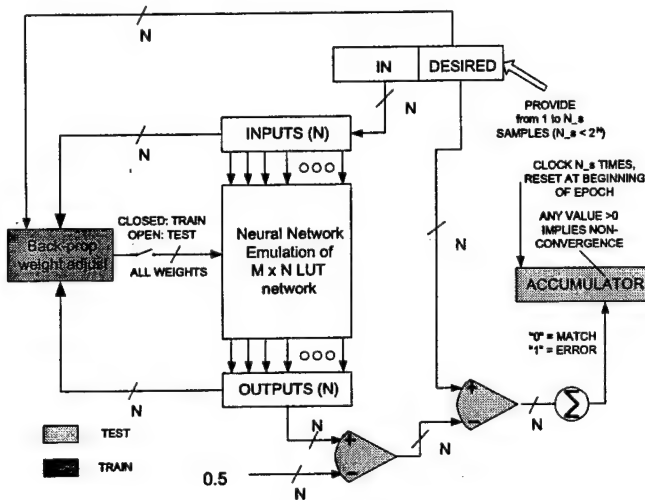 N
IN
DESIRED
N
N
PROVIDE
from 1 to N_s
SAMPLES (N_s < 2^N)
INPUTS (N)
CLOCK N_s TIMES,
RESET AT BEGINNING
OF EPOCH
ANY VALUE >0
IMPLIES NON-
CONVERGENCE
CLOSED: TRAIN
OPEN: TEST
Back-prop
weight adjust
ALL WEIGHTS
Neural Network
Emulation of
M x N LUT
network
N
ACCUMULATOR
"0" = MATCH
"1" = ERROR
OUTPUTS (N)
N
+
−
N
Σ
TEST
N
+
−
N
TRAIN
0.5
N